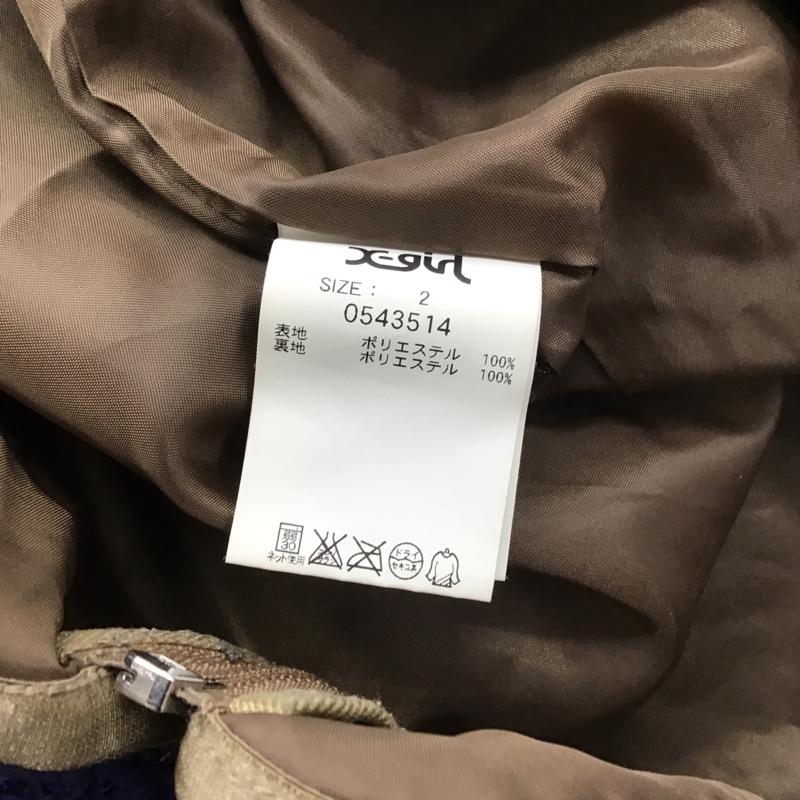 X-girl
SIZE : 2
0543514
表地 ポリエステル 100%
裏地 ポリエステル 100%
弱
30
ネット使用
ドライ
セキユ系